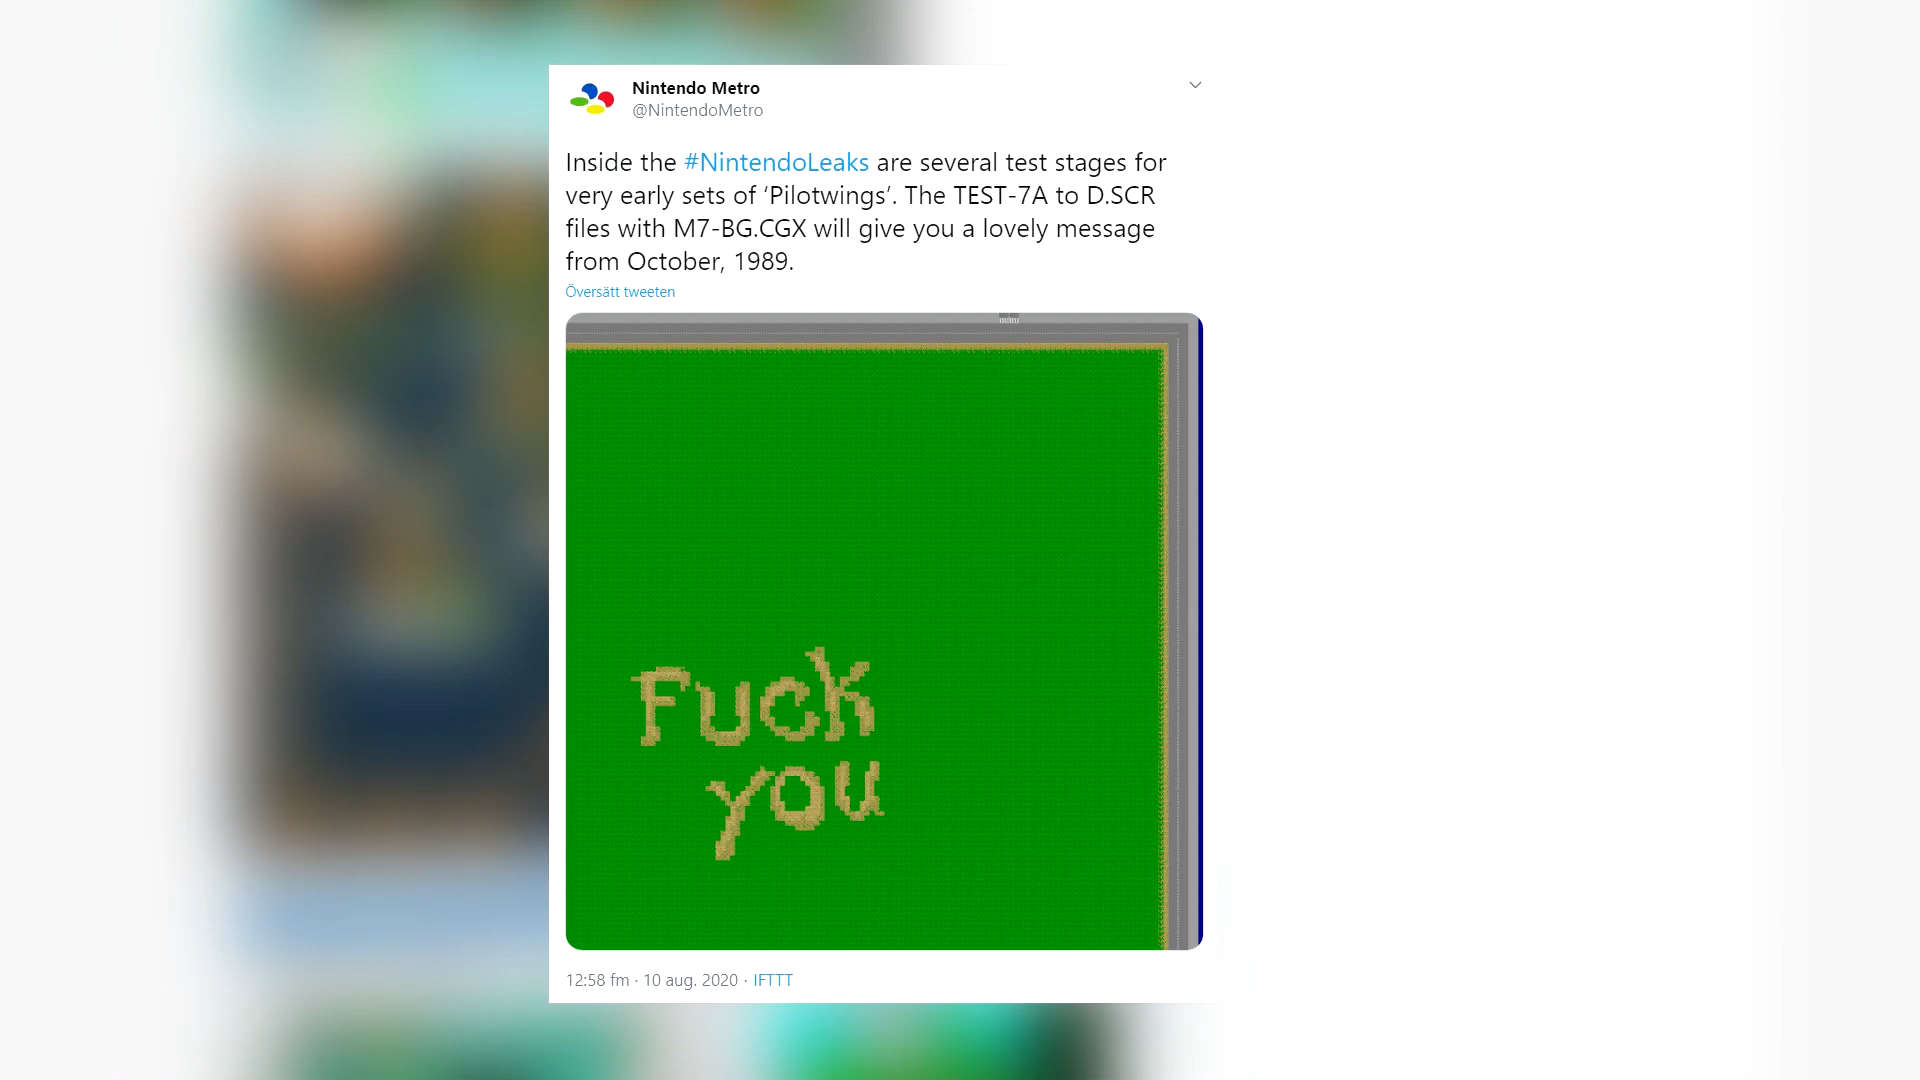 Nintendo Metro
@NintendoMetro
Inside the #NintendoLeaks are several test stages for
very early sets of ‘Pilotwings’. The TEST-7A to D.SCR
files with M7-BG.CGX will give you a lovely message
from October, 1989.
Översätt tweeten
Fuck
you
12:58 fm · 10 aug. 2020 · IFTTT